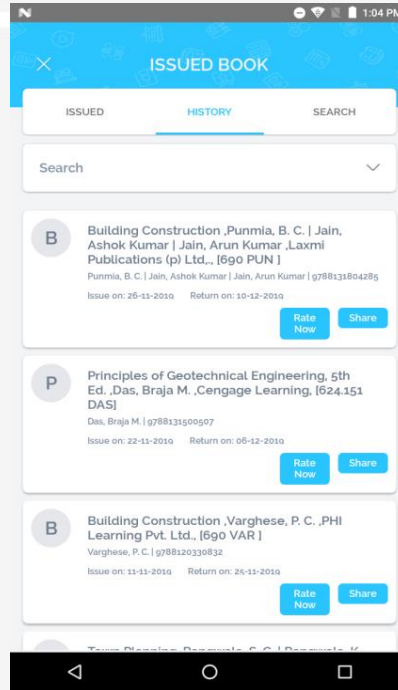 1:04 PM
ISSUED BOOK
ISSUED HISTORY SEARCH
Search
B
Building Construction ,Punmia, B. C. | Jain,
Ashok Kumar | Jain, Arun Kumar ,Laxmi
Publications (p) Ltd,., [690 PUN ]
Punmia, B. C. | Jain, Ashok Kumar | Jain, Arun Kumar | 9788131804285
Issue on: 26-11-2019 Return on: 10-12-2019
Rate
Now
Share
P
Principles of Geotechnical Engineering, 5th
Ed. ,Das, Braja M. ,Cengage Learning, [624.151
DAS]
Das, Braja M. | 9788131500507
Issue on: 22-11-2019 Return on: 06-12-2019
Rate
Now
Share
B
Building Construction ,Varghese, P. C. ,PHI
Learning Pvt. Ltd., [690 VAR ]
Varghese, P. C. | 9788120330832
Issue on: 11-11-2019 Return on: 25-11-2019
Rate
Now
Share